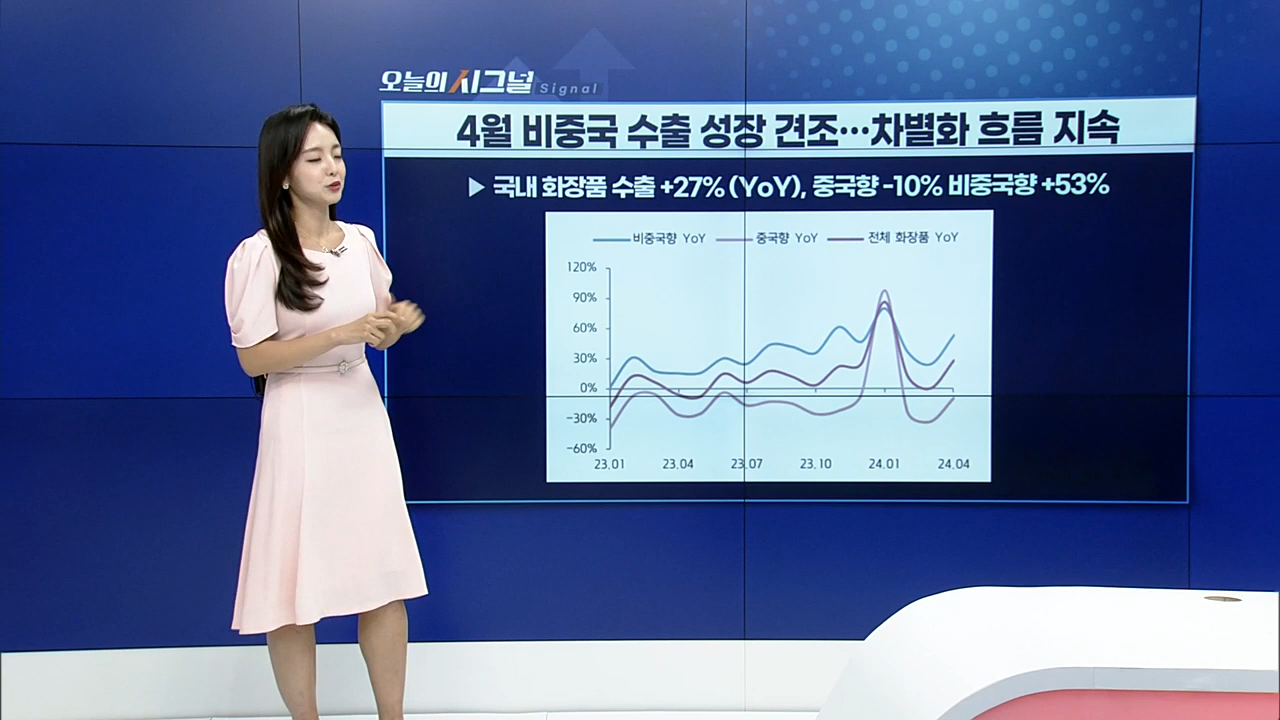 오늘의 시그널 Signal
4월 비중국 수출 성장 견조…차별화 흐름 지속
▶ 국내 화장품 수출 +27% (YoY), 중국향 -10% 비중국향 +53%
비중국향 YoY 중국향 YoY 전체 화장품 YoY
120%
90%
60%
30%
0%
-30%
-60%
23.01 23.04 23.07 23.10 24.01 24.04